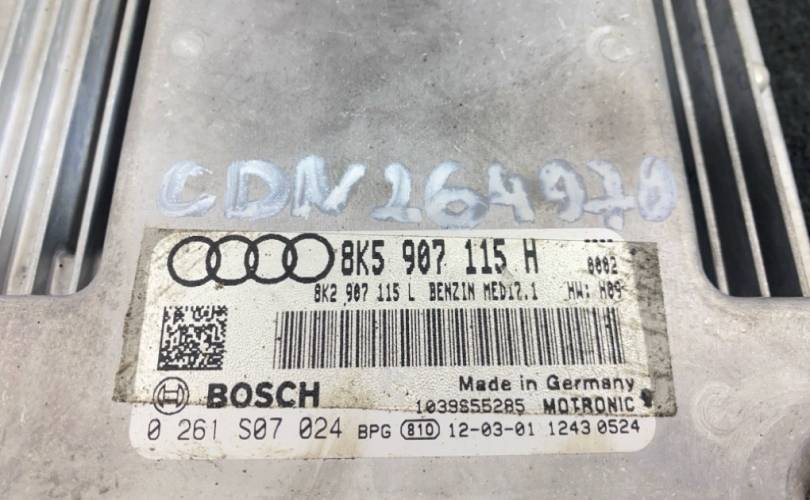 CDN264970
8K5 907 115 H
0002
8K2 907 115 L BENZIN MED17.1 HW: H09
BOSCH
Made in Germany
1039S55285 MOTRONIC
0 261 S07 024 BPG 810 12-03-01 1243 0524